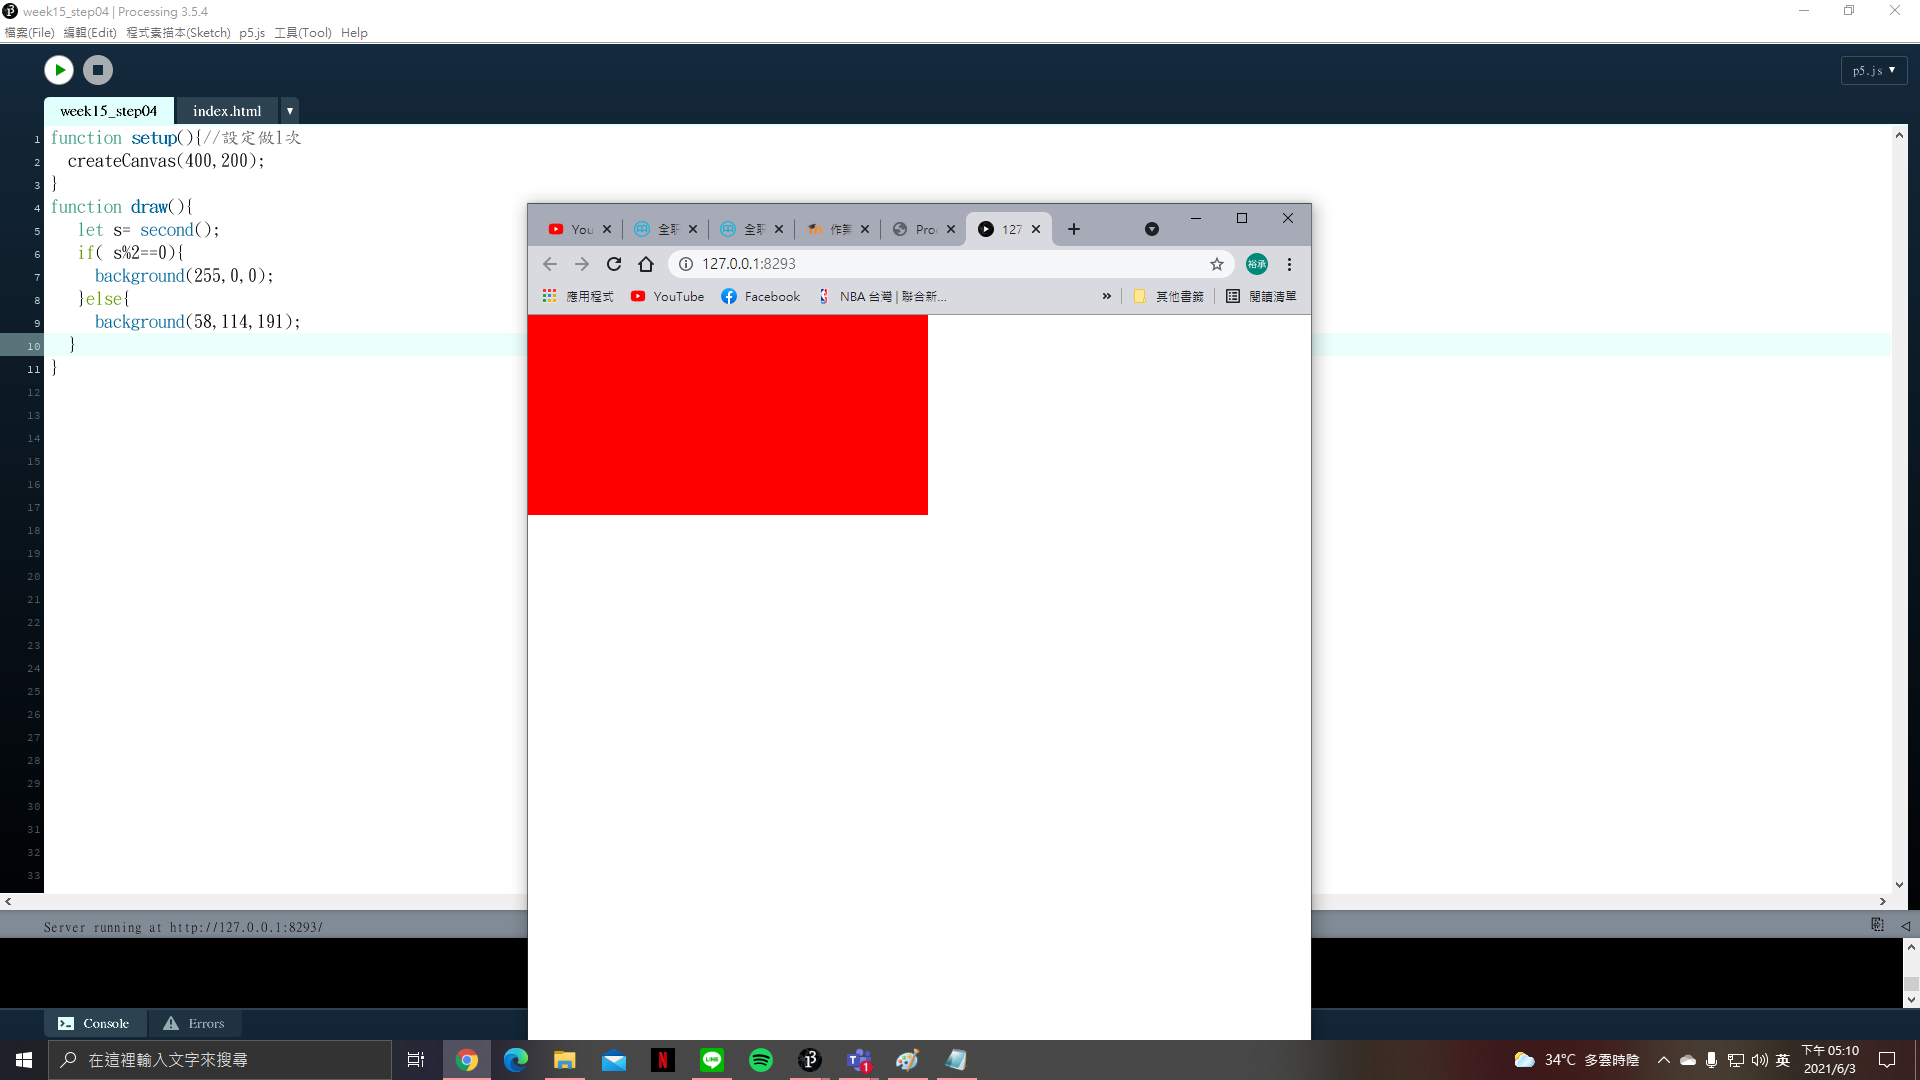 week15_step04 | Processing 3.5.4
檔案(File) 編輯(Edit) 程式素描本(Sketch) p5.js 工具(Tool) Help
p5.js ▼
week15_step04 index.html ▼
1 function setup(){//設定做1次
2 createCanvas(400,200);
3 }
4 function draw(){
5 let s= second();
6 if( s%2==0){
7 background(255,0,0);
8 }else{
9 background(58,114,191);
10 }
11 }
12
13
14
15
16
17
18
19
20
21
22
23
24
25
26
27
28
29
30
31
32
33
You 全职 全职 作業 Pro 127
127.0.0.1:8293 裕承
應用程式 YouTube Facebook NBA 台灣 | 聯合新... » 其他書籤 閱讀清單
Server running at http://127.0.0.1:8293/
Console Errors
在這裡輸入文字來搜尋
N LINE 1 34°C 多雲時陰 英 下午 05:10
2021/6/3